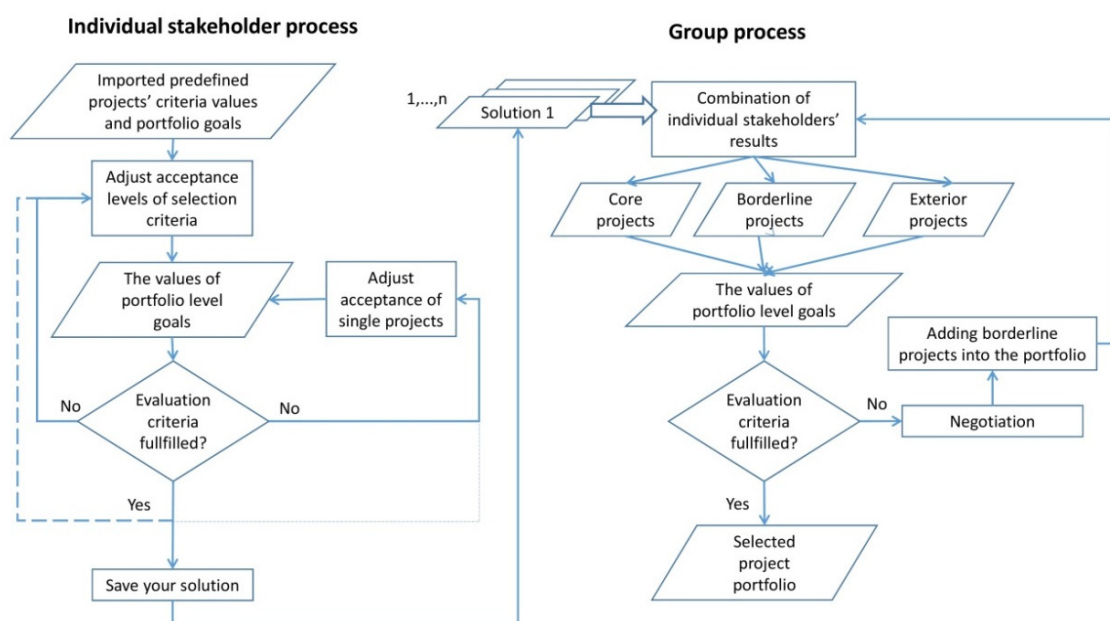 Individual stakeholder process
Imported predefined
projects' criteria values
and portfolio goals
Adjust acceptance
levels of selection
criteria
The values of
portfolio level
goals
Adjust
acceptance of
single projects
No
Evaluation
criteria
fullfilled?
No
Yes
Save your solution
Group process
1,...,n
Solution 1
Combination of
individual stakeholders'
results
Core
projects
Borderline
projects
Exterior
projects
The values of
portfolio level goals
Adding borderline
projects into the portfolio
Evaluation
criteria
fullfilled?
No
Negotiation
Yes
Selected
project
portfolio